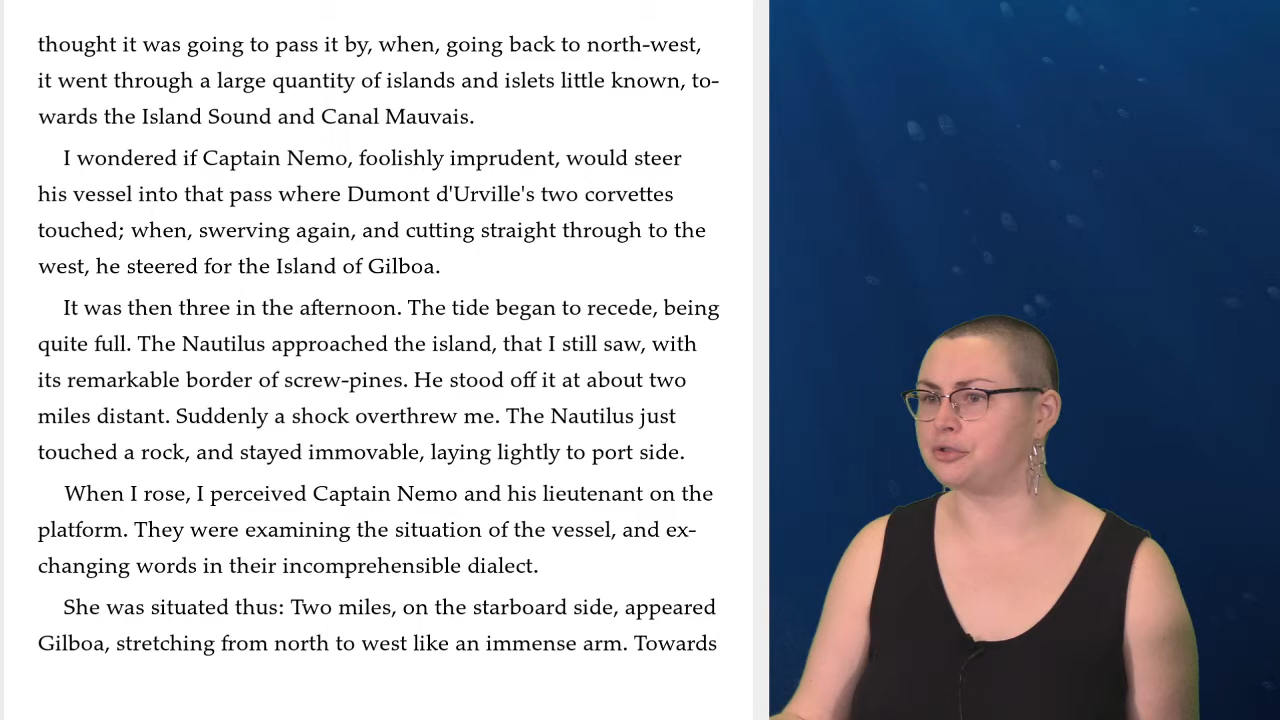 thought it was going to pass it by, when, going back to north-west,
it went through a large quantity of islands and islets little known, to-
wards the Island Sound and Canal Mauvais.
I wondered if Captain Nemo, foolishly imprudent, would steer
his vessel into that pass where Dumont d'Urville's two corvettes
touched; when, swerving again, and cutting straight through to the
west, he steered for the Island of Gilboa.
It was then three in the afternoon. The tide began to recede, being
quite full. The Nautilus approached the island, that I still saw, with
its remarkable border of screw-pines. He stood off it at about two
miles distant. Suddenly a shock overthrew me. The Nautilus just
touched a rock, and stayed immovable, laying lightly to port side.
When I rose, I perceived Captain Nemo and his lieutenant on the
platform. They were examining the situation of the vessel, and ex-
changing words in their incomprehensible dialect.
She was situated thus: Two miles, on the starboard side, appeared
Gilboa, stretching from north to west like an immense arm. Towards